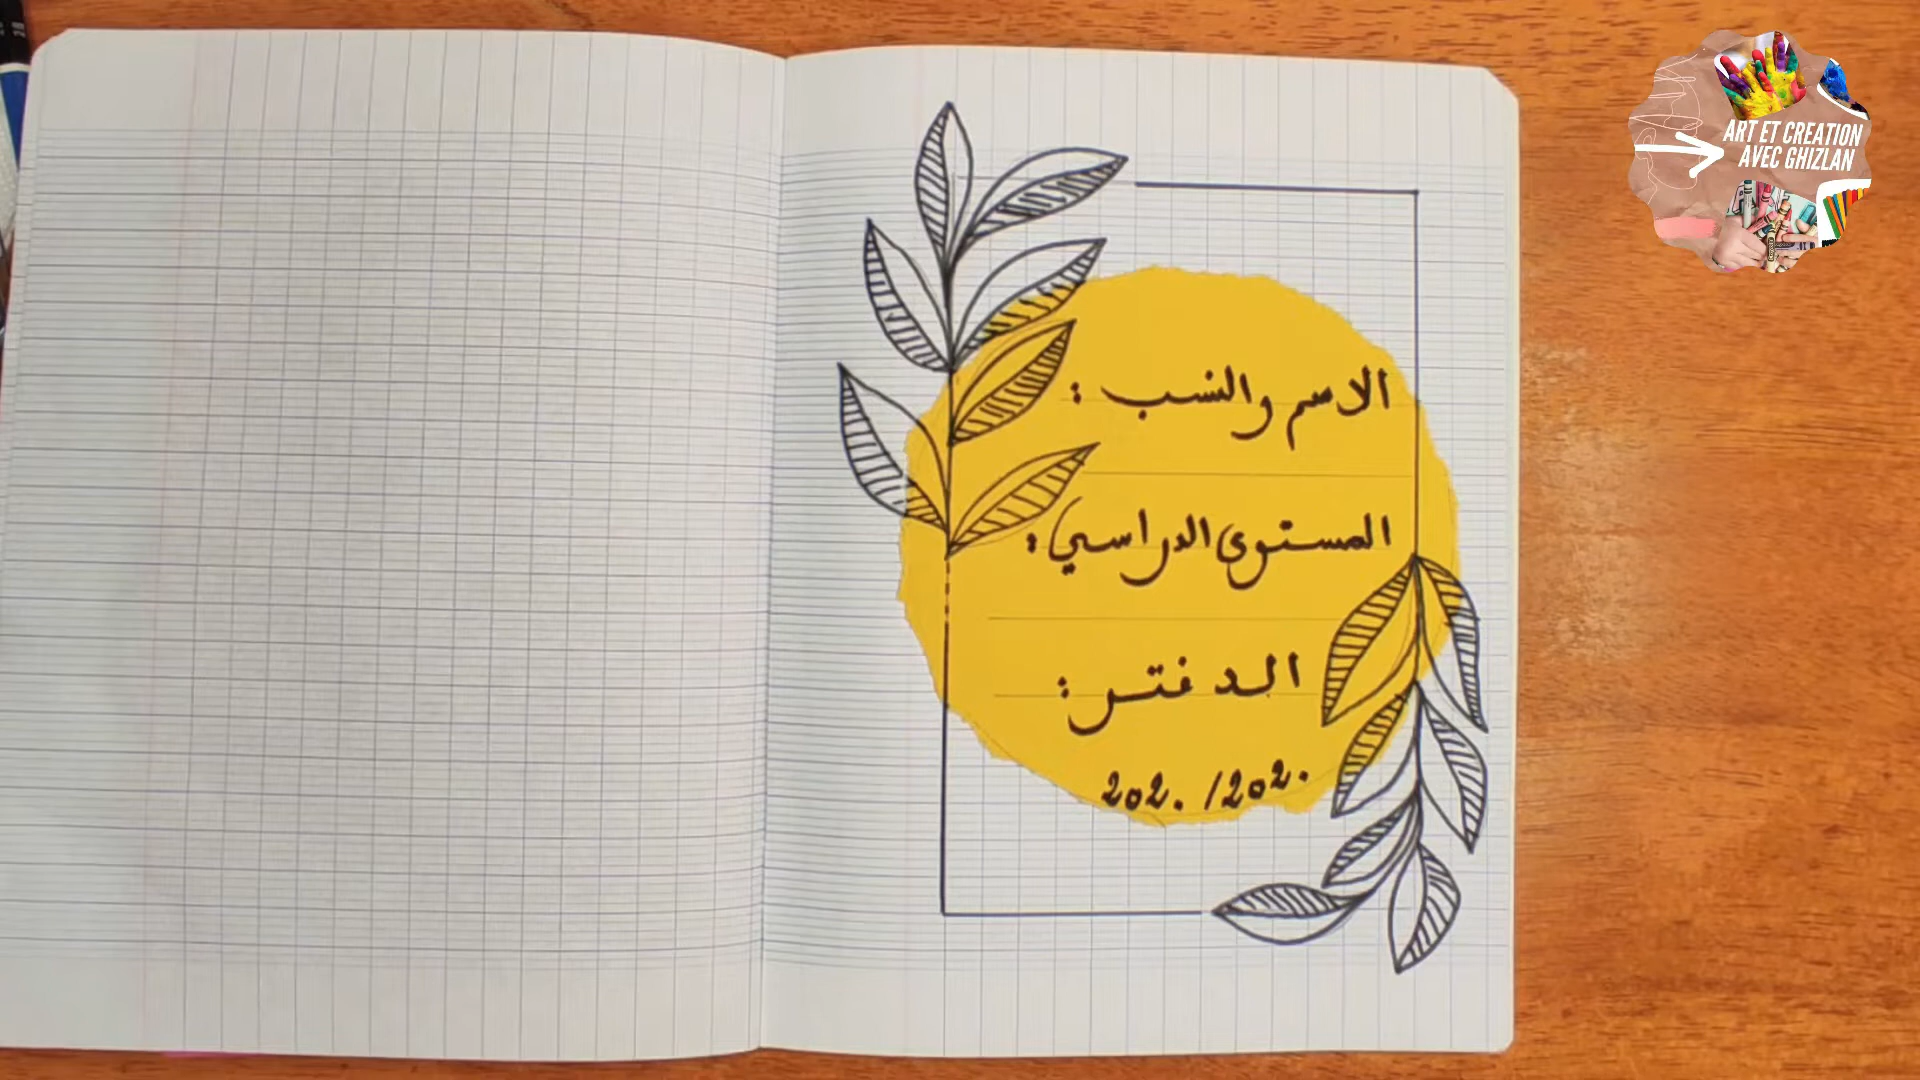 الاسم والنسب :
المستوى الدراسي :
الدفتر :
202. /202.
ART ET CREATION
AVEC GHIZLAN